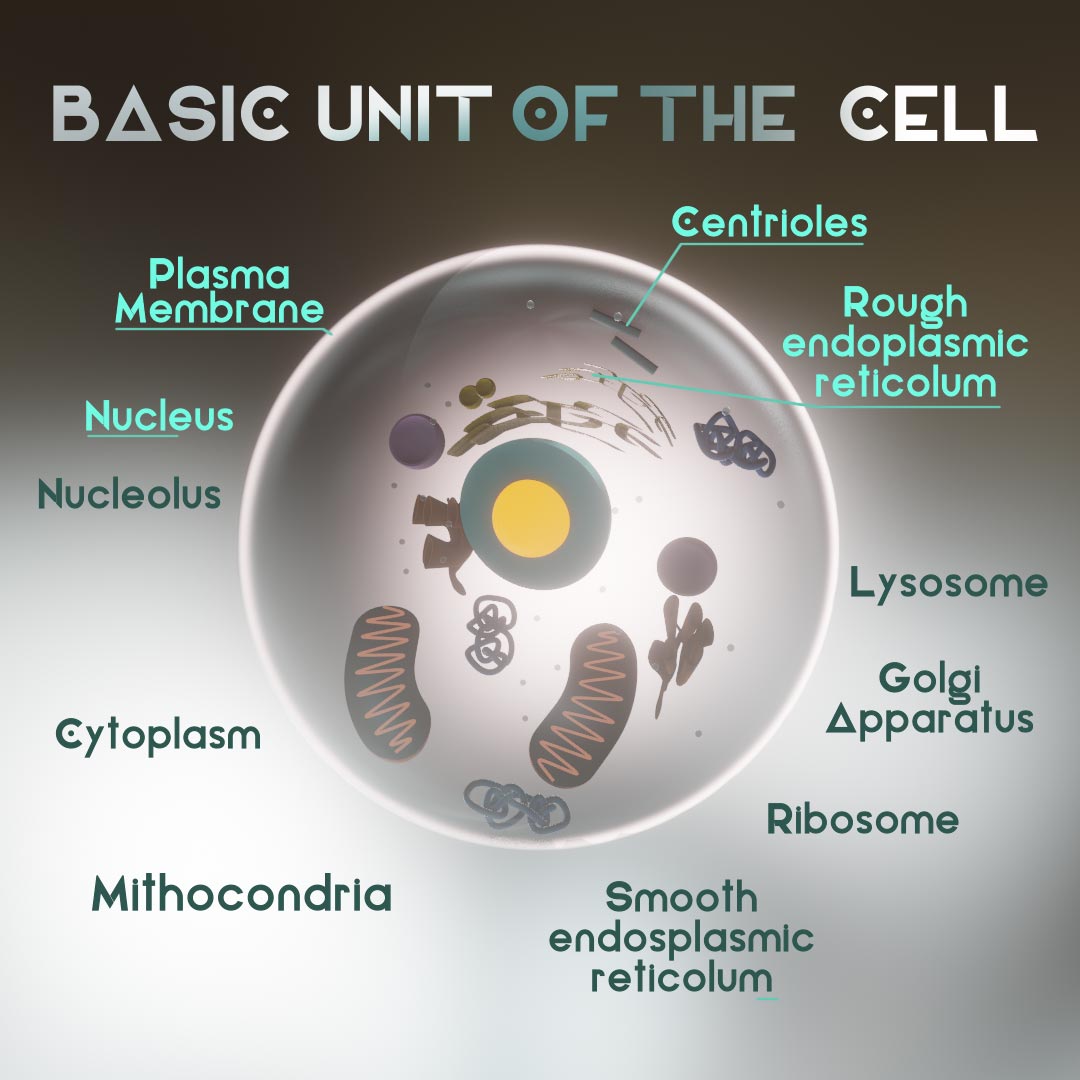 BASIC UNIT OF THE CELL
Centrioles
Plasma
Membrane
Rough
endoplasmic
reticolum
Nucleus
Nucleolus
Lysosome
Golgi
Apparatus
Cytoplasm
Ribosome
Mithocondria
Smooth
endosplasmic
reticolum